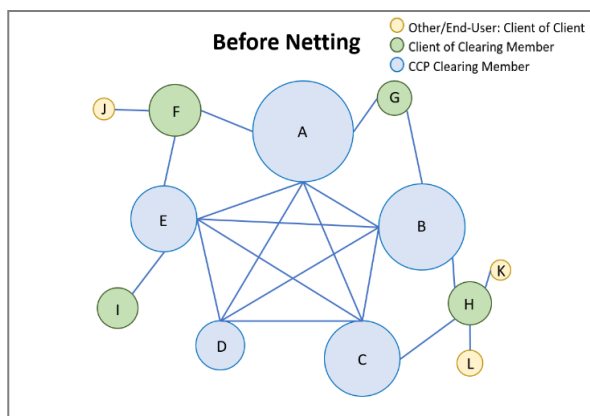 Before Netting
Other/End-User: Client of Client
Client of Clearing Member
CCP Clearing Member
J
F
A
G
E
B
K
I
H
D
C
L